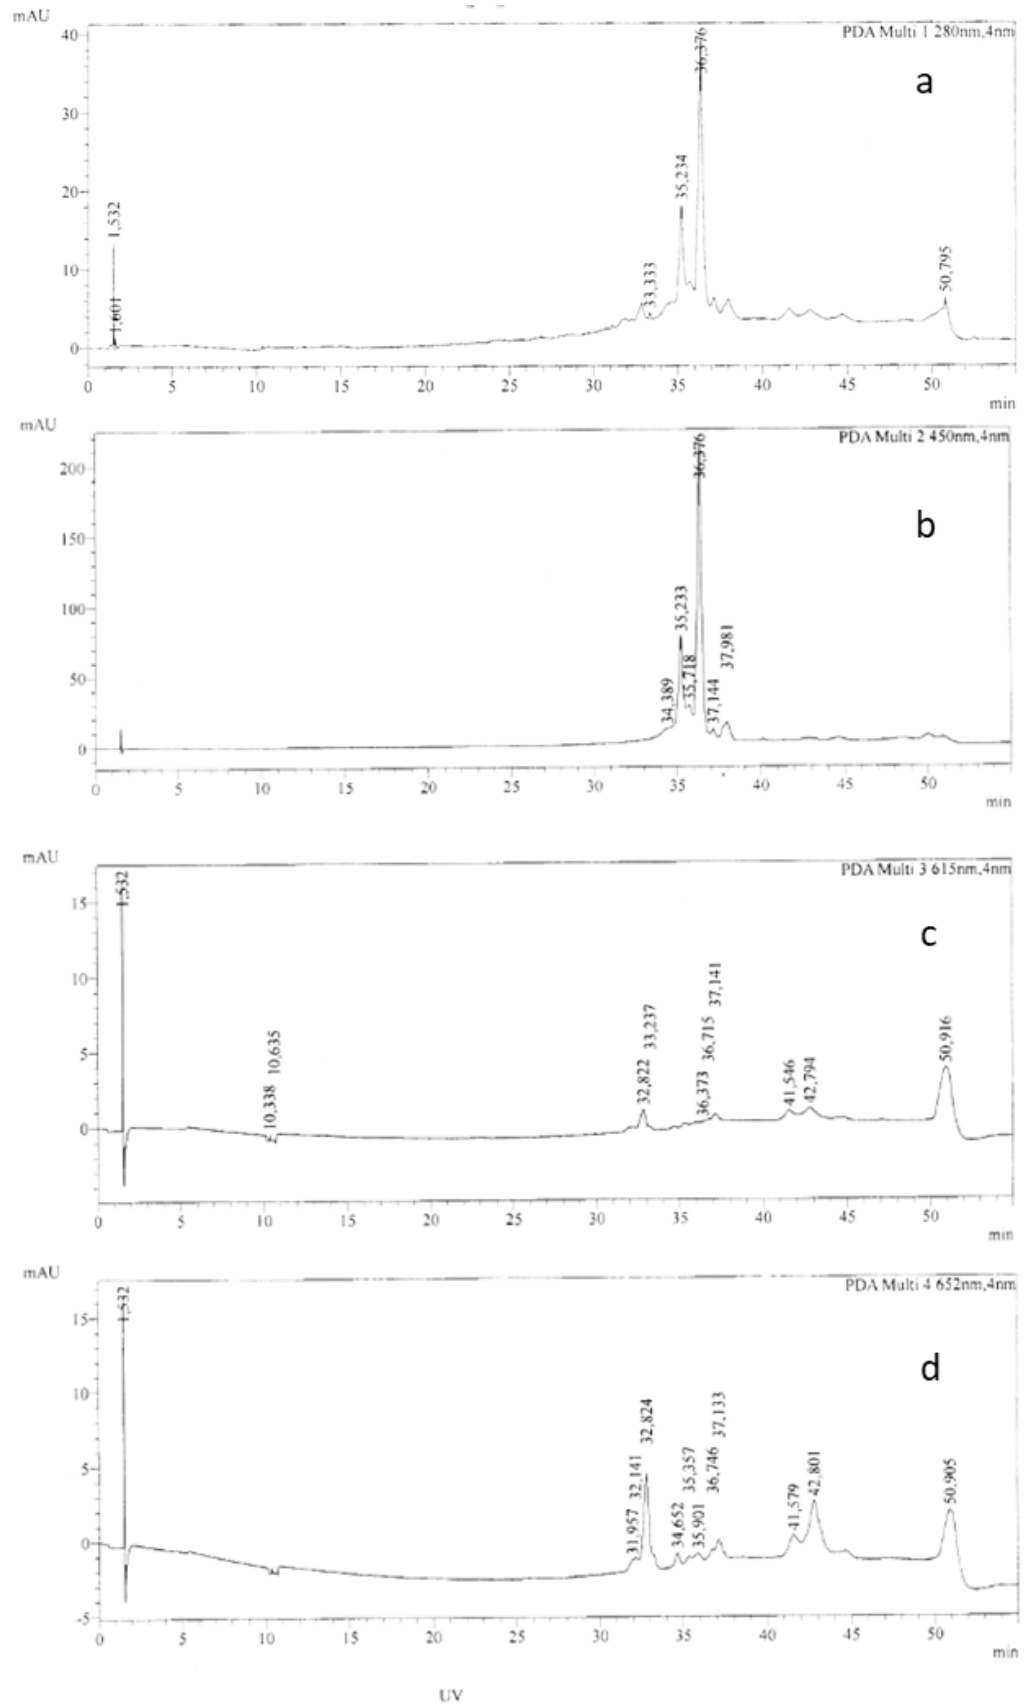 mAU
PDA Multi 1 280nm,4nm
a
40
30
20
10
0
1,532
1,601
33,333
35,234
36,376
50,795
0 5 10 15 20 25 30 35 40 45 50
min
mAU
PDA Multi 2 450nm,4nm
b
200
150
100
50
0
34,389
35,233
35,718
36,376
37,144
37,981
0 5 10 15 20 25 30 35 40 45 50
min
mAU
PDA Multi 3 615nm,4nm
c
15
10
5
0
1,532
10,338
10,635
32,822
33,237
36,373
36,715
37,141
41,546
42,794
50,916
0 5 10 15 20 25 30 35 40 45 50
min
mAU
PDA Multi 4 652nm,4nm
d
15
10
5
0
-5
1,532
31,957
32,141
32,824
34,652
35,357
35,901
36,746
37,133
41,579
42,801
50,905
0 5 10 15 20 25 30 35 40 45 50
min
UV